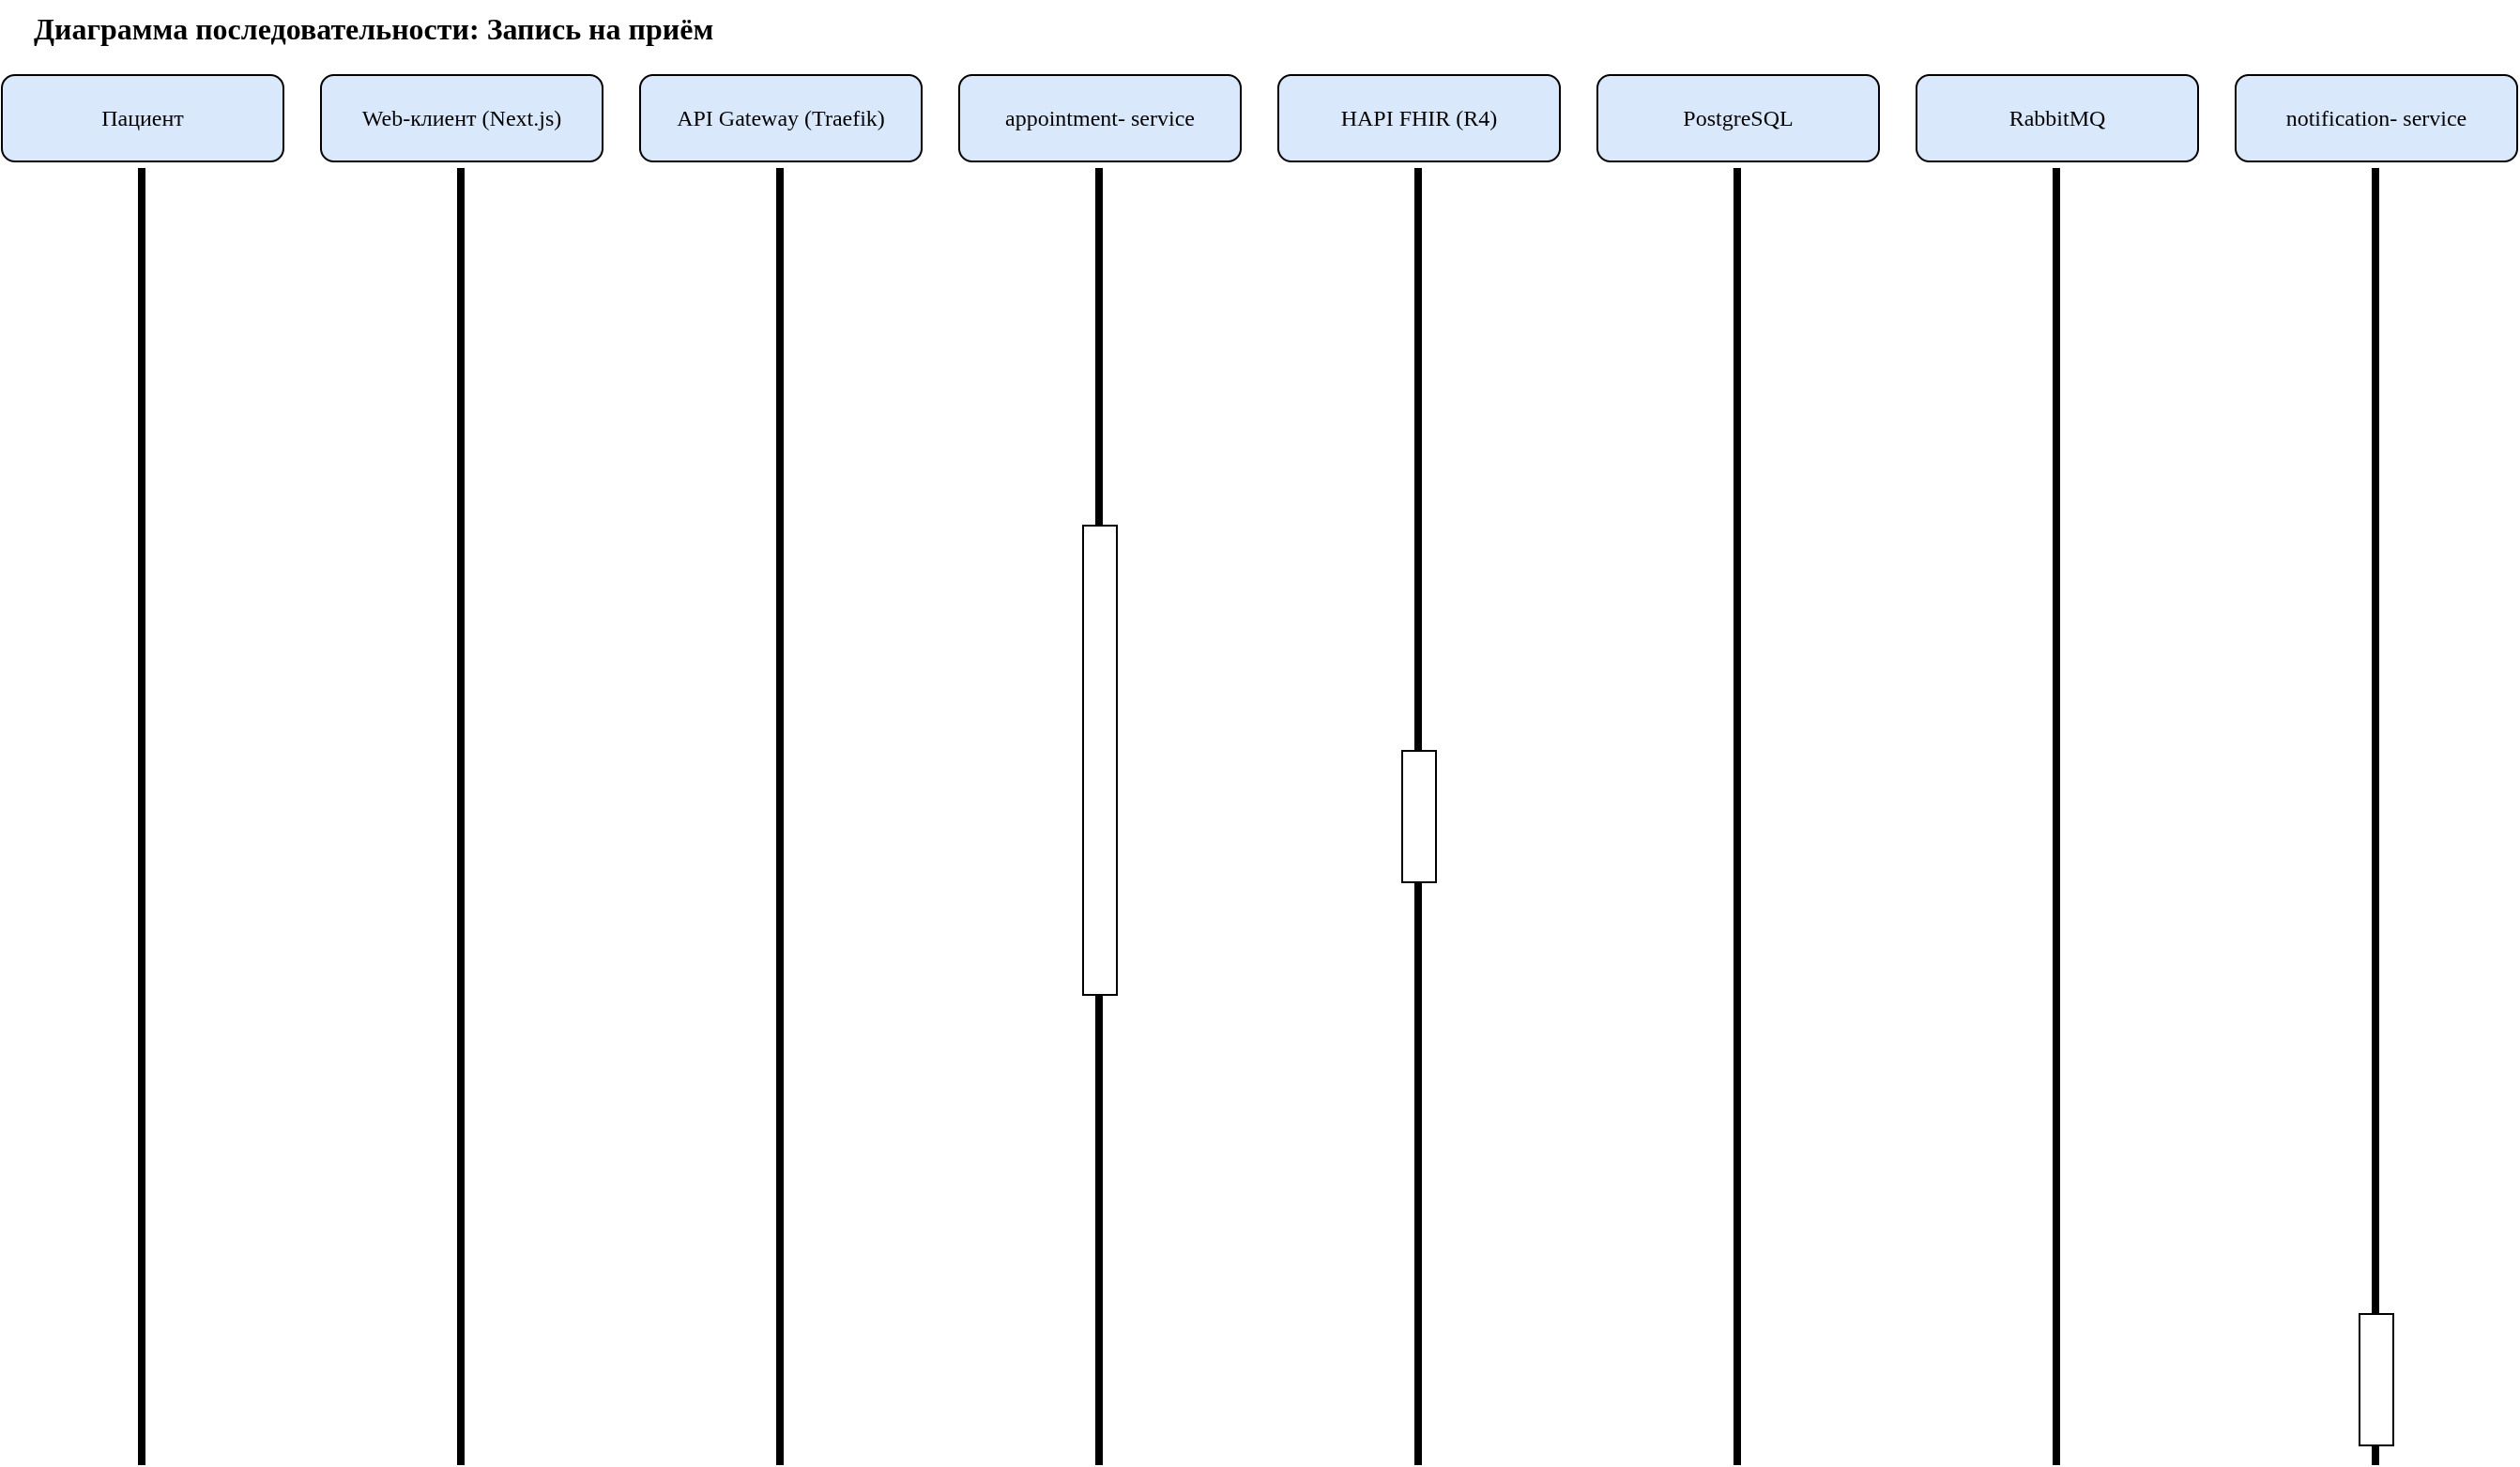 Диаграмма последовательности: Запись на приём
Пациент
Web-клиент (Next.js)
API Gateway (Traefik)
appointment- service
HAPI FHIR (R4)
PostgreSQL
RabbitMQ
notification- service